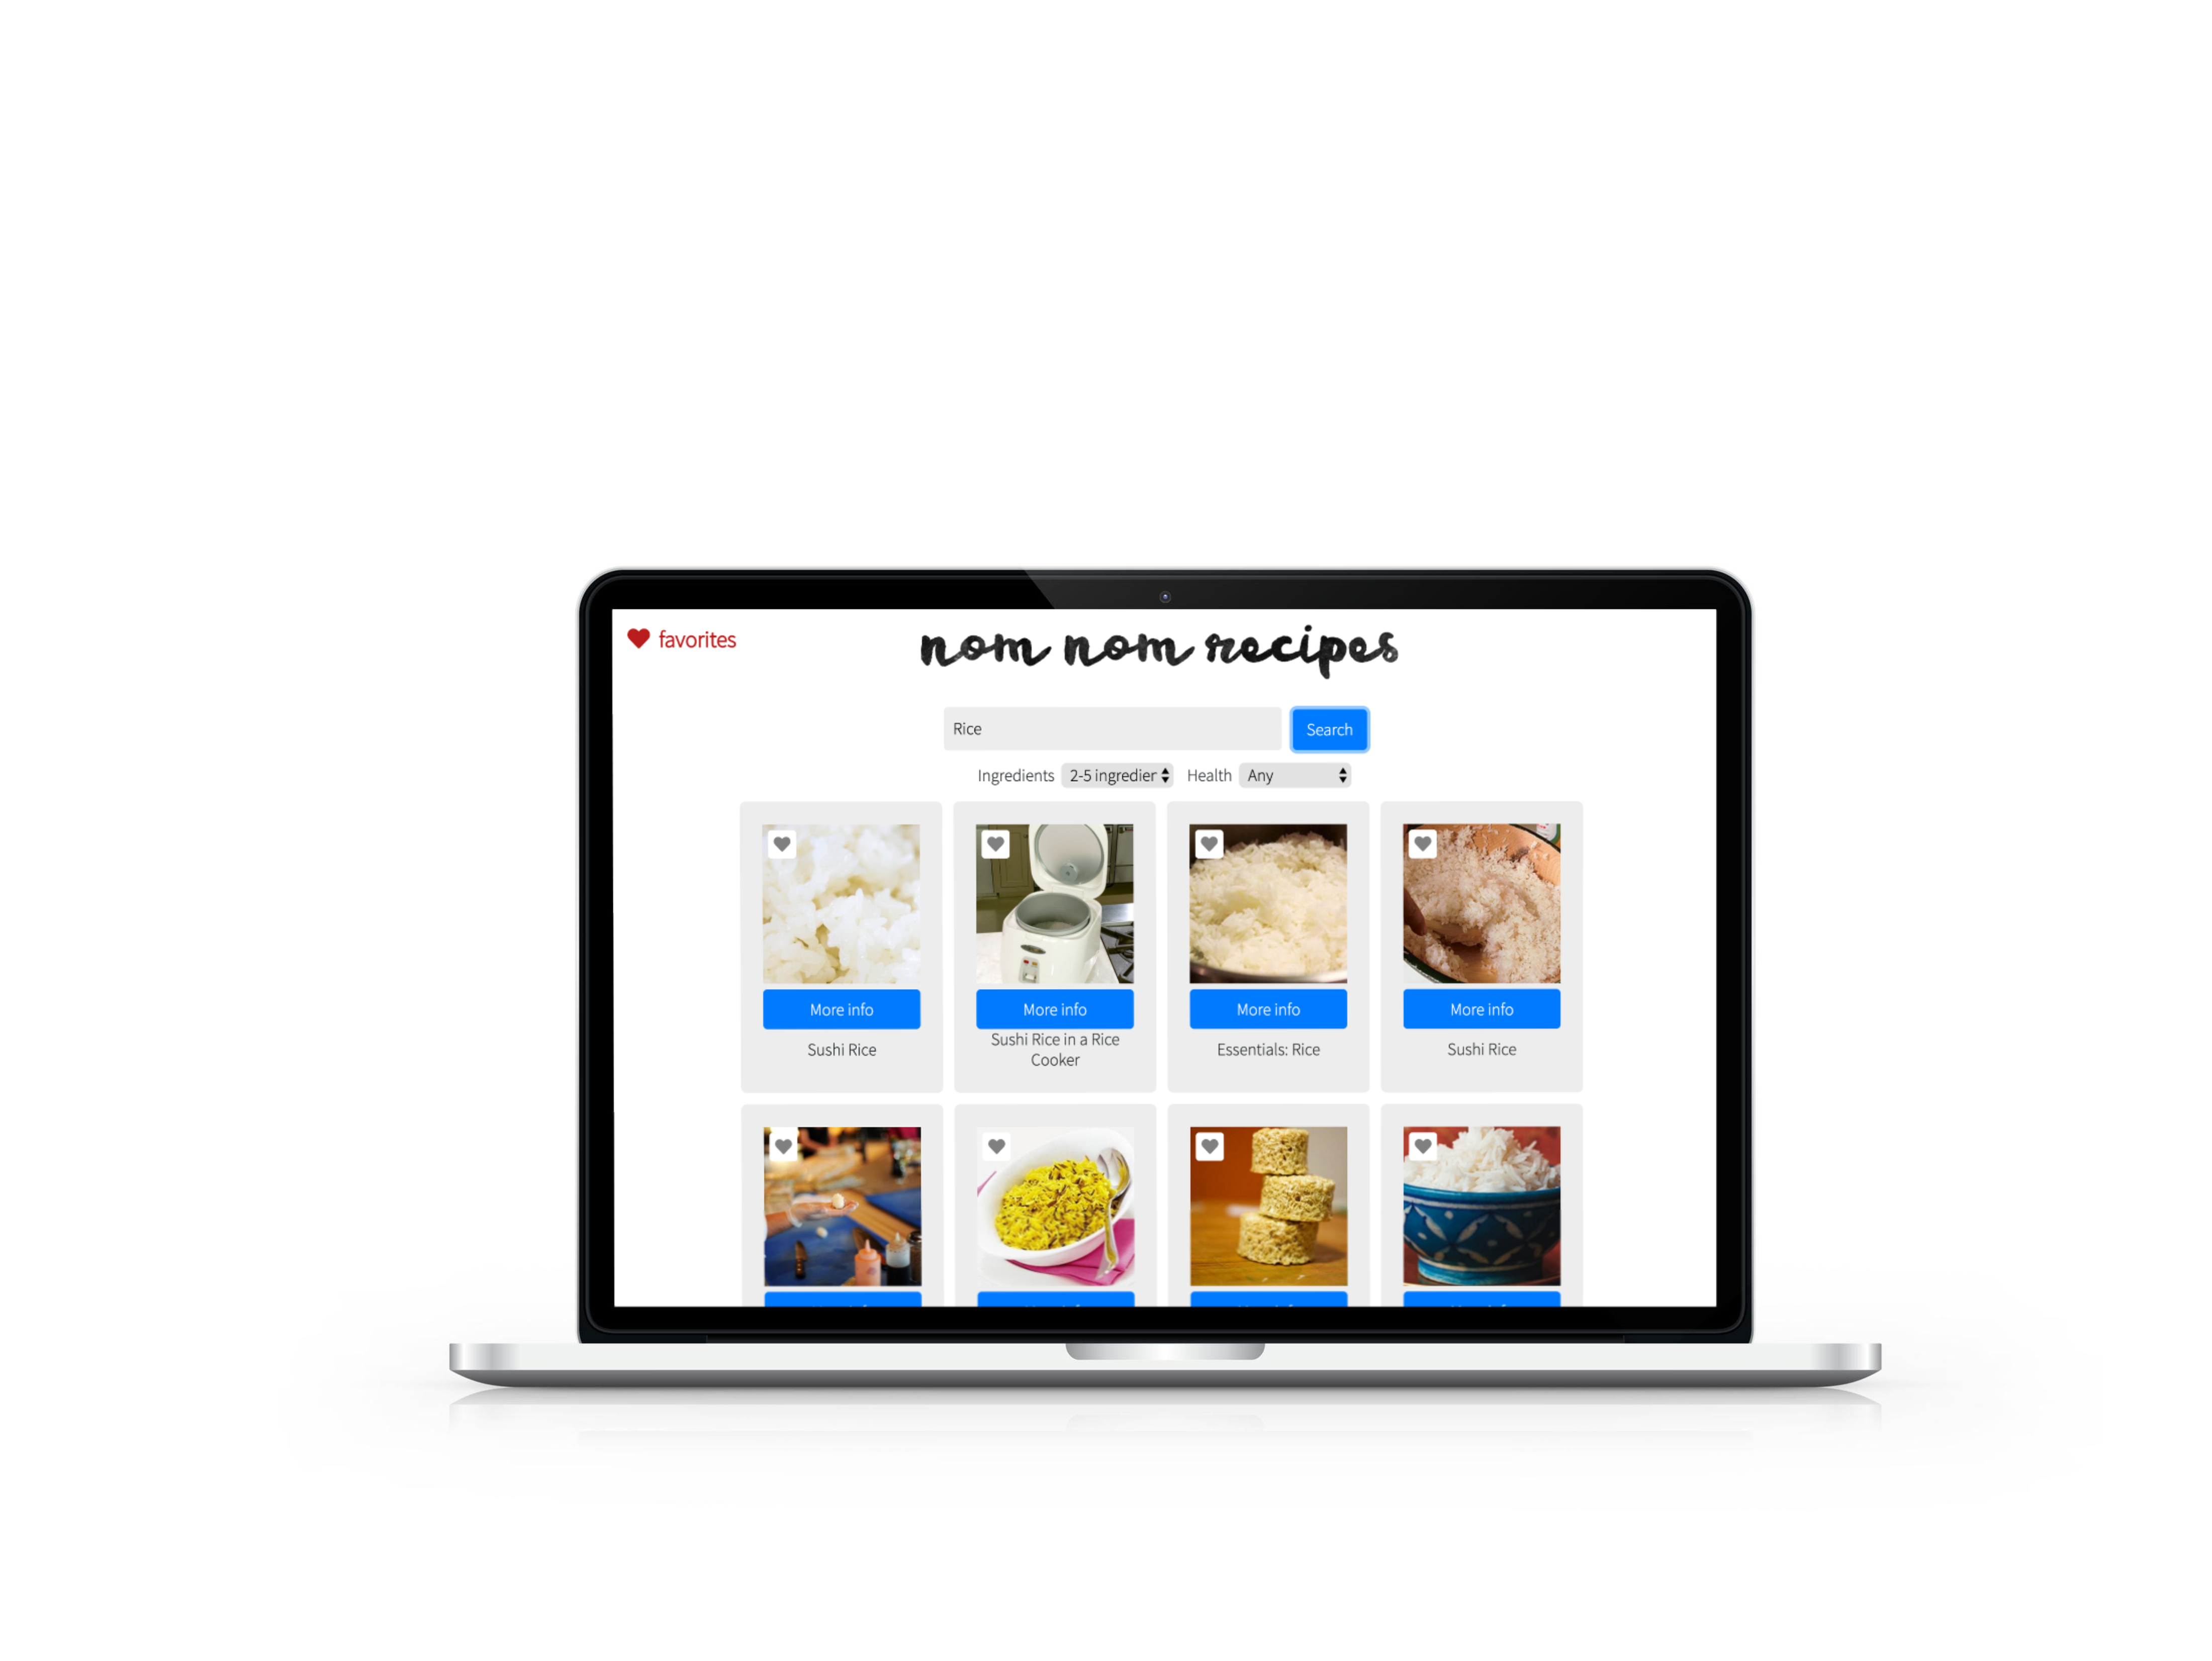 favorites
nom nom recipes
Rice
Search
Ingredients 2-5 ingredier Health Any
More info
More info
More info
More info
Sushi Rice
Sushi Rice in a Rice
Cooker
Essentials: Rice
Sushi Rice